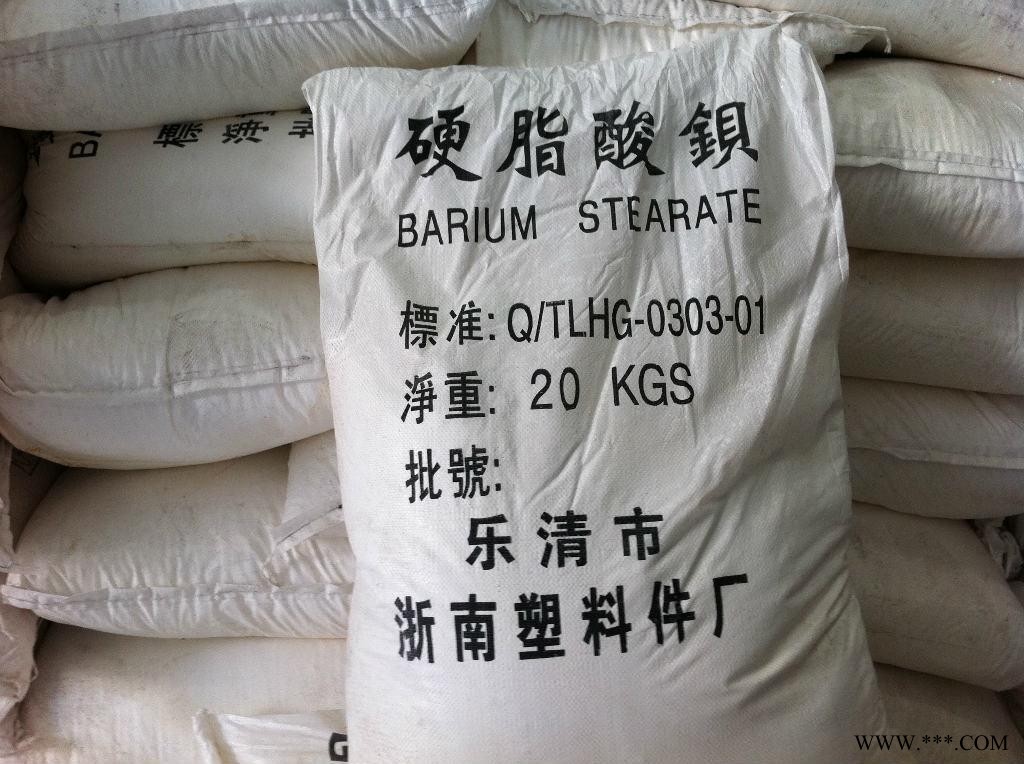 硬脂酸鋇
BARIUM STEARATE
標准: Q/TLHG-0303-01
淨重: 20 KGS
批號:
乐清市
浙南塑料件厂
WWW.***.COM